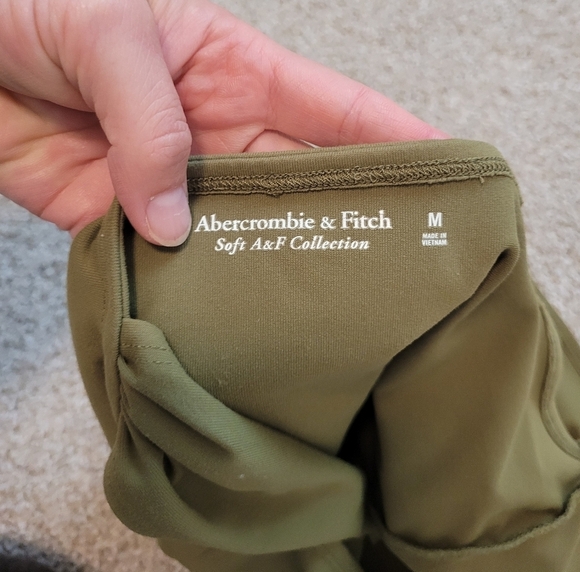 Abercrombie & Fitch
Soft A&F Collection
M
MADE IN
VIETNAM